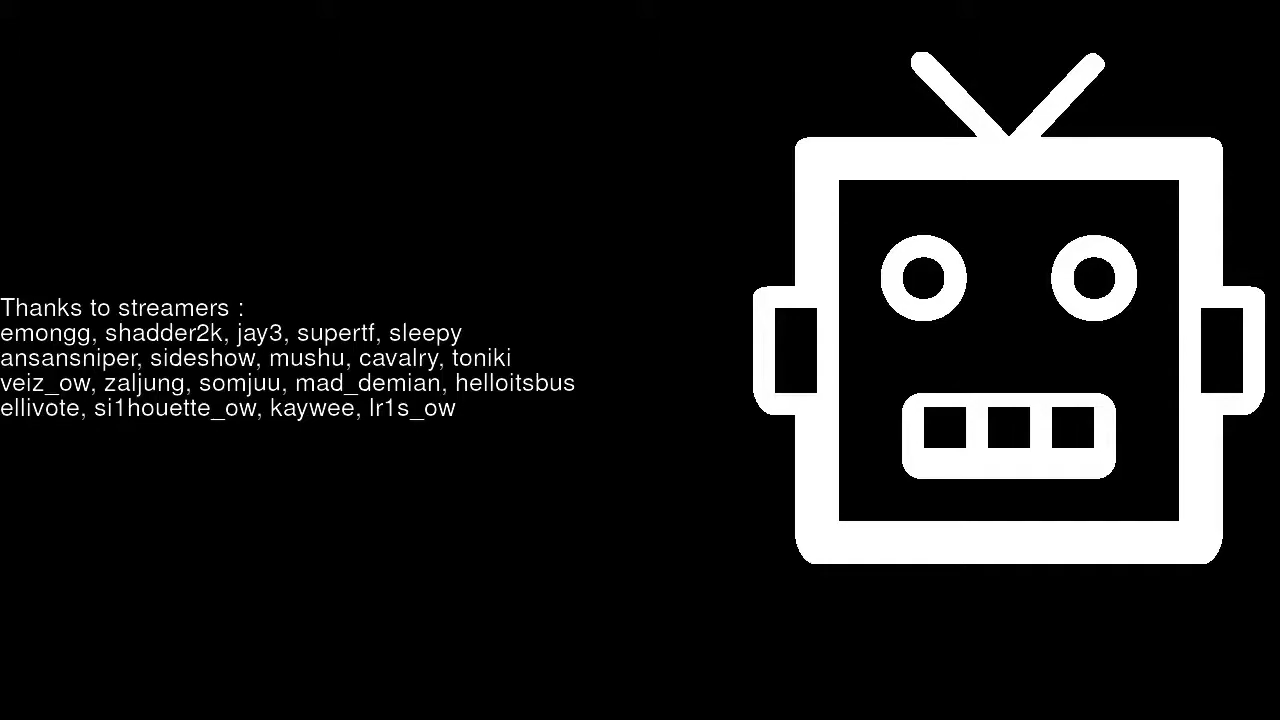 Thanks to streamers :
emongg, shadder2k, jay3, supertf, sleepy
ansansniper, sideshow, mushu, cavalry, toniki
veiz_ow, zaljung, somjuu, mad_demian, helloitsbus
ellivote, si1houette_ow, kaywee, lr1s_ow